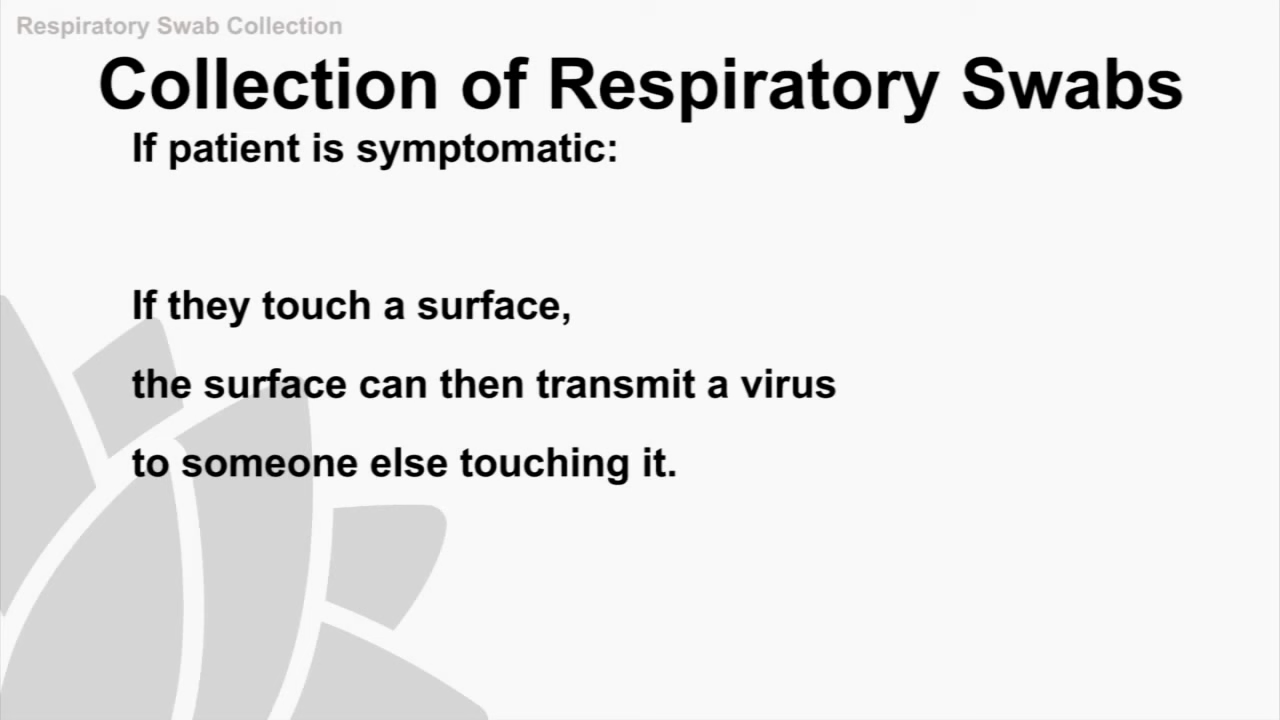 Respiratory Swab Collection
Collection of Respiratory Swabs
If patient is symptomatic:
If they touch a surface,
the surface can then transmit a virus
to someone else touching it.